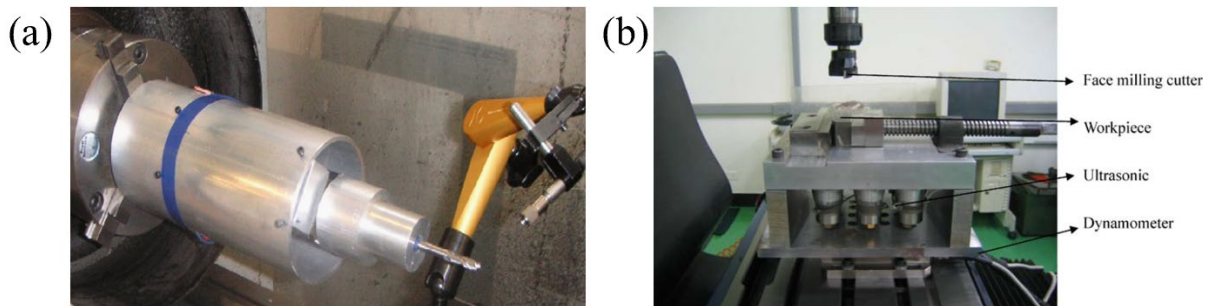 (a)
(b)
Face milling cutter
Workpiece
Ultrasonic
Dynamometer